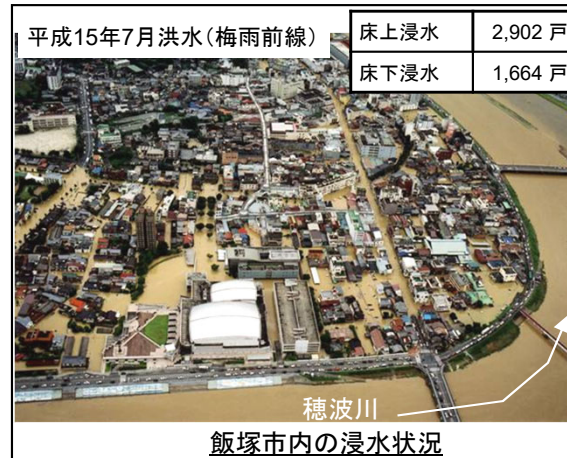 平成15年7月洪水(梅雨前線)
床上浸水 2,902 戸
床下浸水 1,664 戸
穂波川
飯塚市内の浸水状況